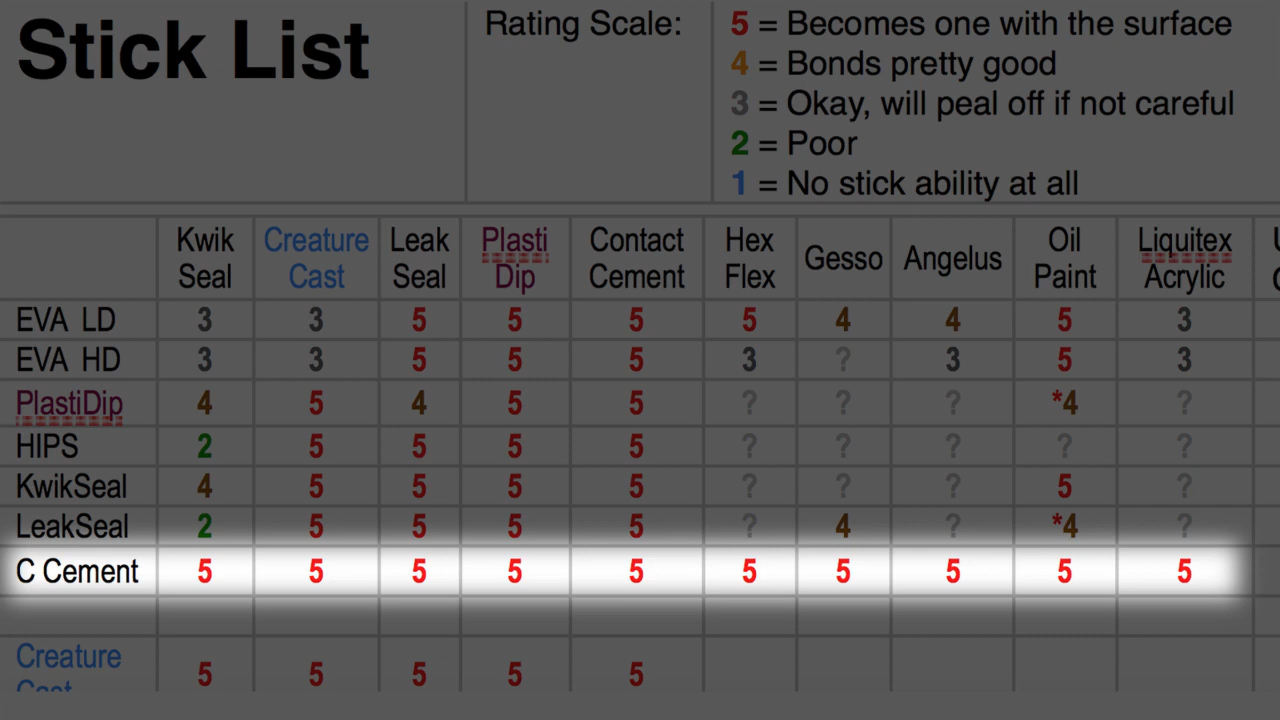 Stick List
Rating Scale:
5 = Becomes one with the surface
4 = Bonds pretty good
3 = Okay, will peal off if not careful
2 = Poor
1 = No stick ability at all
Kwik Seal Creature Cast Leak Seal Plasti Dip Contact Cement Hex Flex Gesso Angelus Oil Paint Liquitex Acrylic
EVA LD 3 3 5 5 5 5 4 4 5 3
EVA HD 3 3 5 5 5 3 ? 3 5 3
PlastiDip 4 5 4 5 5 ? ? ? *4 ?
HIPS 2 5 5 5 5 ? ? ? ? ?
KwikSeal 4 5 5 5 5 ? ? ? 5 ?
LeakSeal 2 5 5 5 5 ? 4 ? *4 ?
C Cement 5 5 5 5 5 5 5 5 5 5
Creature Cast 5 5 5 5 5